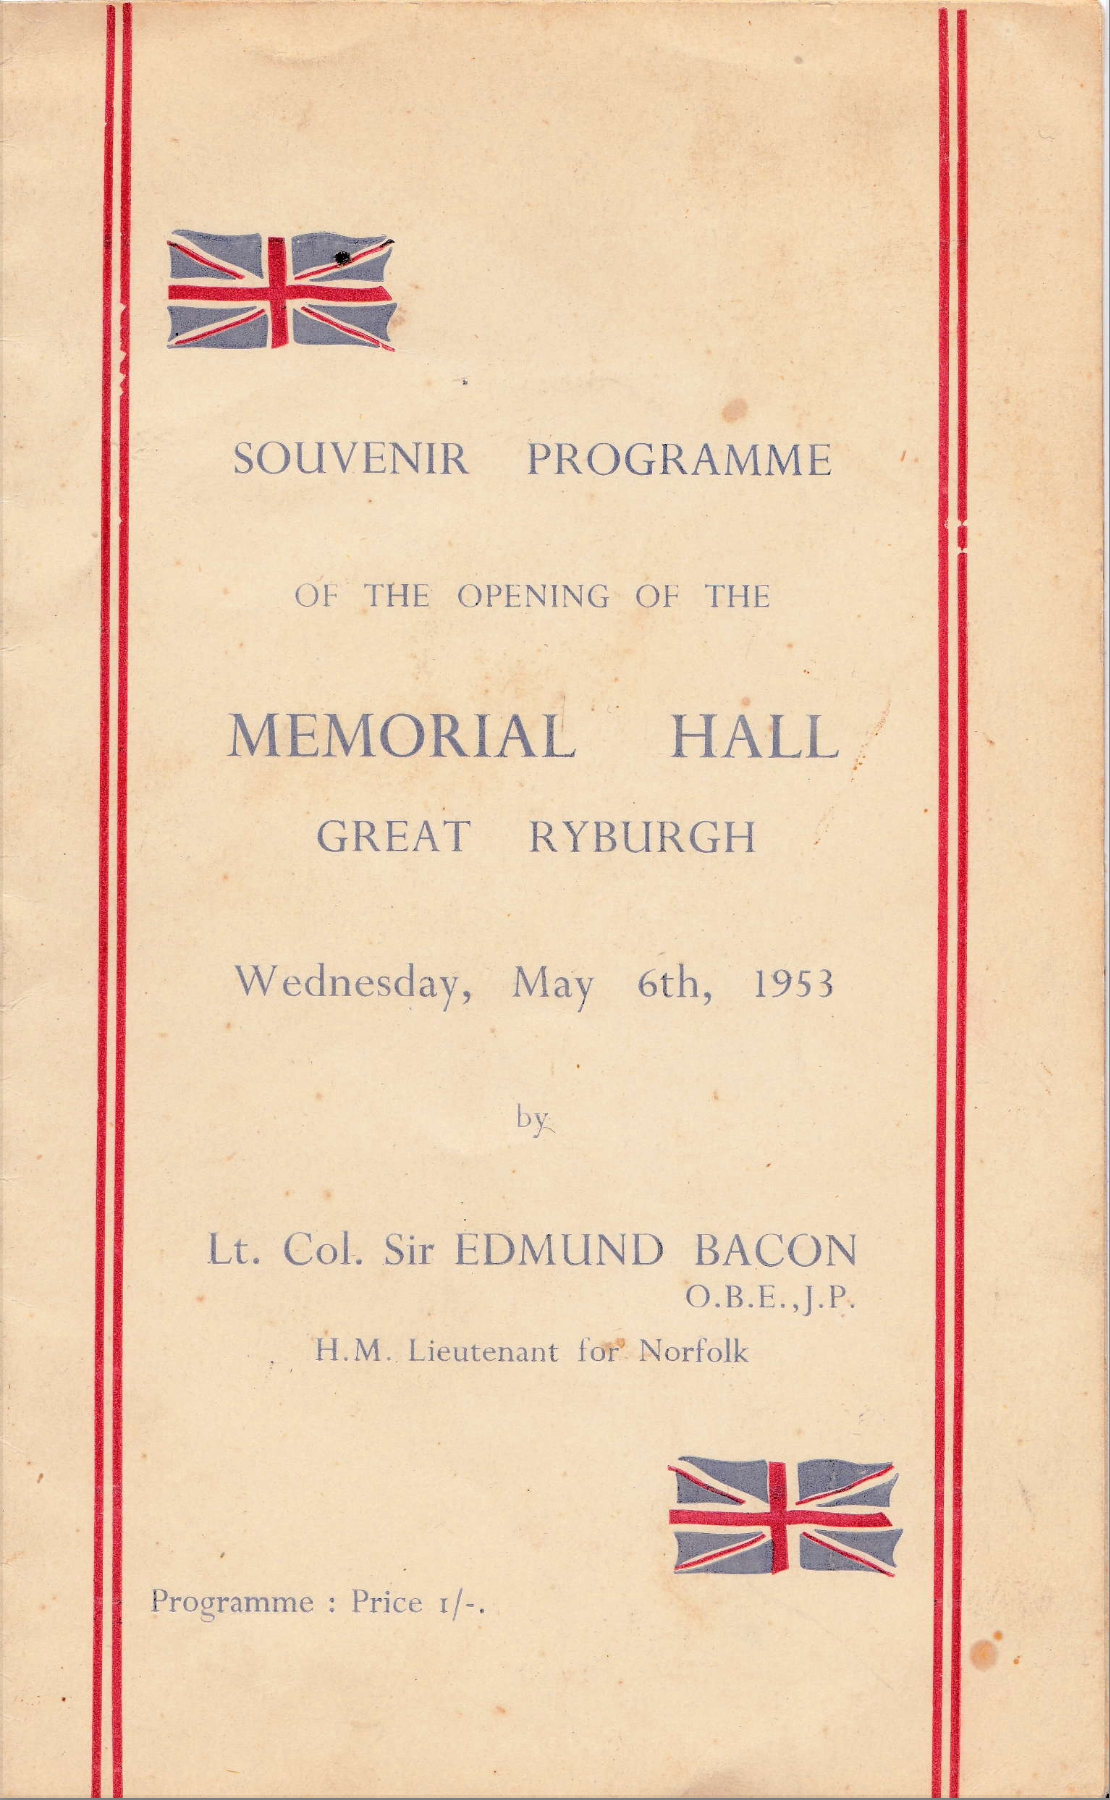 SOUVENIR PROGRAMME
OF THE OPENING OF THE
MEMORIAL HALL
GREAT RYBURGH
Wednesday, May 6th, 1953
by
Lt. Col. Sir EDMUND BACON
O.B.E., J.P.
H.M. Lieutenant for Norfolk
Programme : Price 1/-.